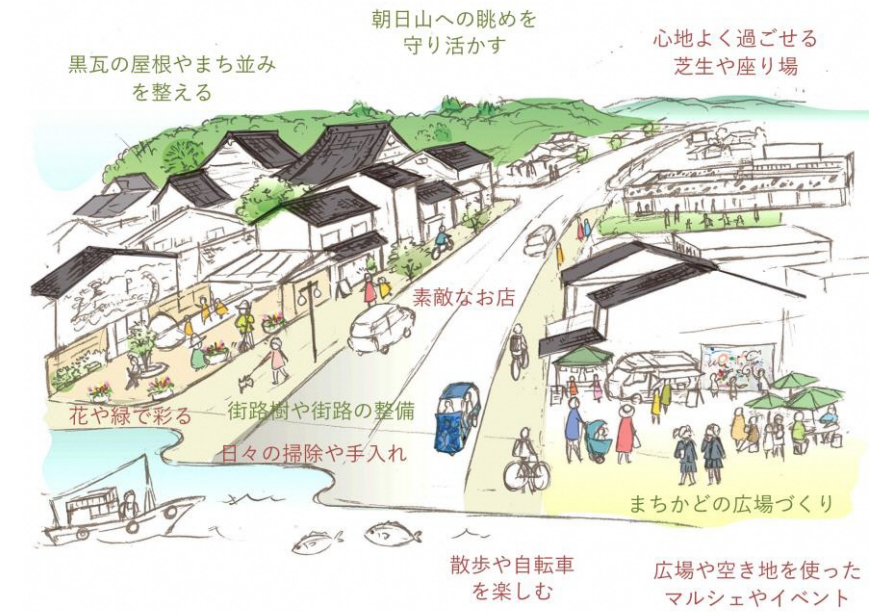 朝日山への眺めを
守り活かす
心地よく過ごせる
芝生や座り場
黒瓦の屋根やまち並み
を整える
素敵なお店
花や緑で彩る
街路樹や街路の整備
日々の掃除や手入れ
まちかどの広場づくり
散歩や自転車
を楽しむ
広場や空き地を使った
マルシェやイベント